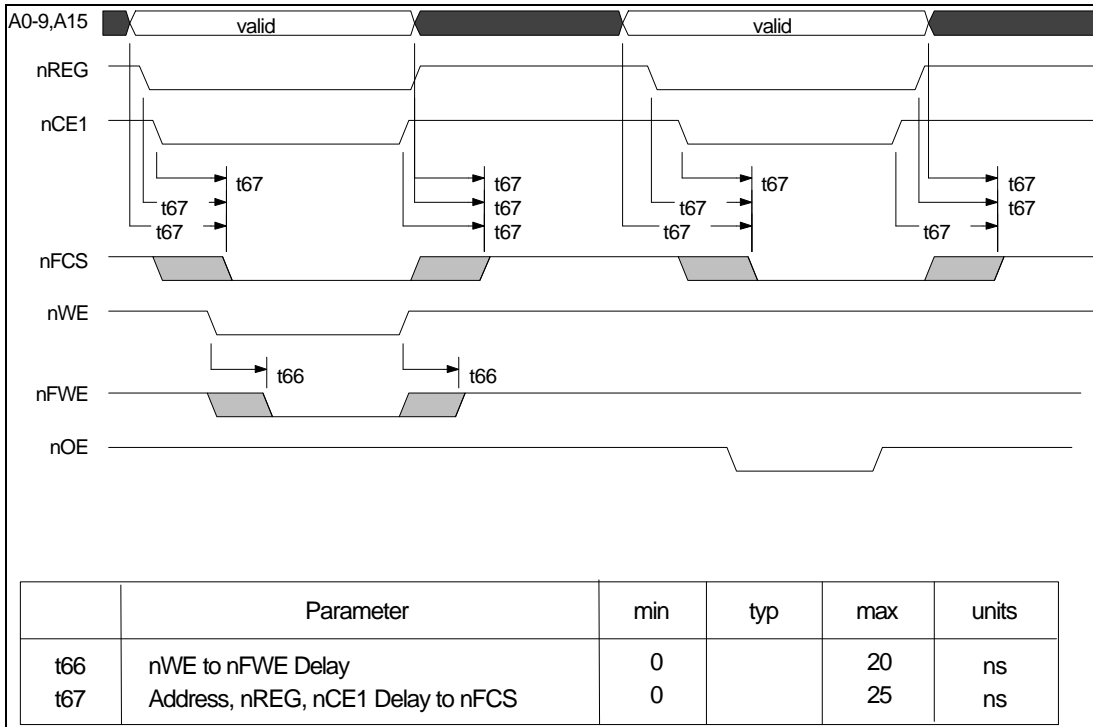 A0-9,A15 valid valid
nREG
nCE1
t67 t67 t67 t67
t67 t67 t67 t67
t67 t67 t67 t67
nFCS
nWE
t66 t66
nFWE
nOE
Parameter min typ max units
t66 nWE to nFWE Delay 0 20 ns
t67 Address, nREG, nCE1 Delay to nFCS 0 25 ns